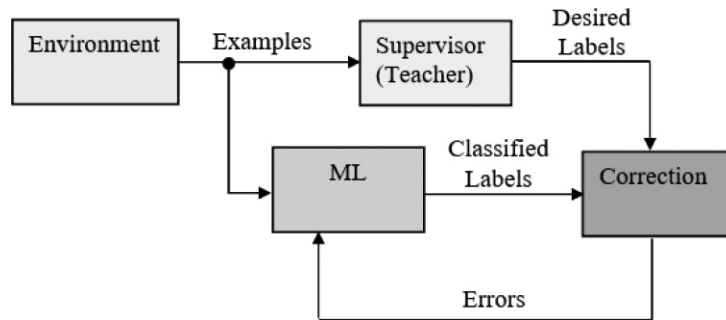 Environment
Examples
Supervisor
(Teacher)
Desired
Labels
ML
Classified
Labels
Correction
Errors